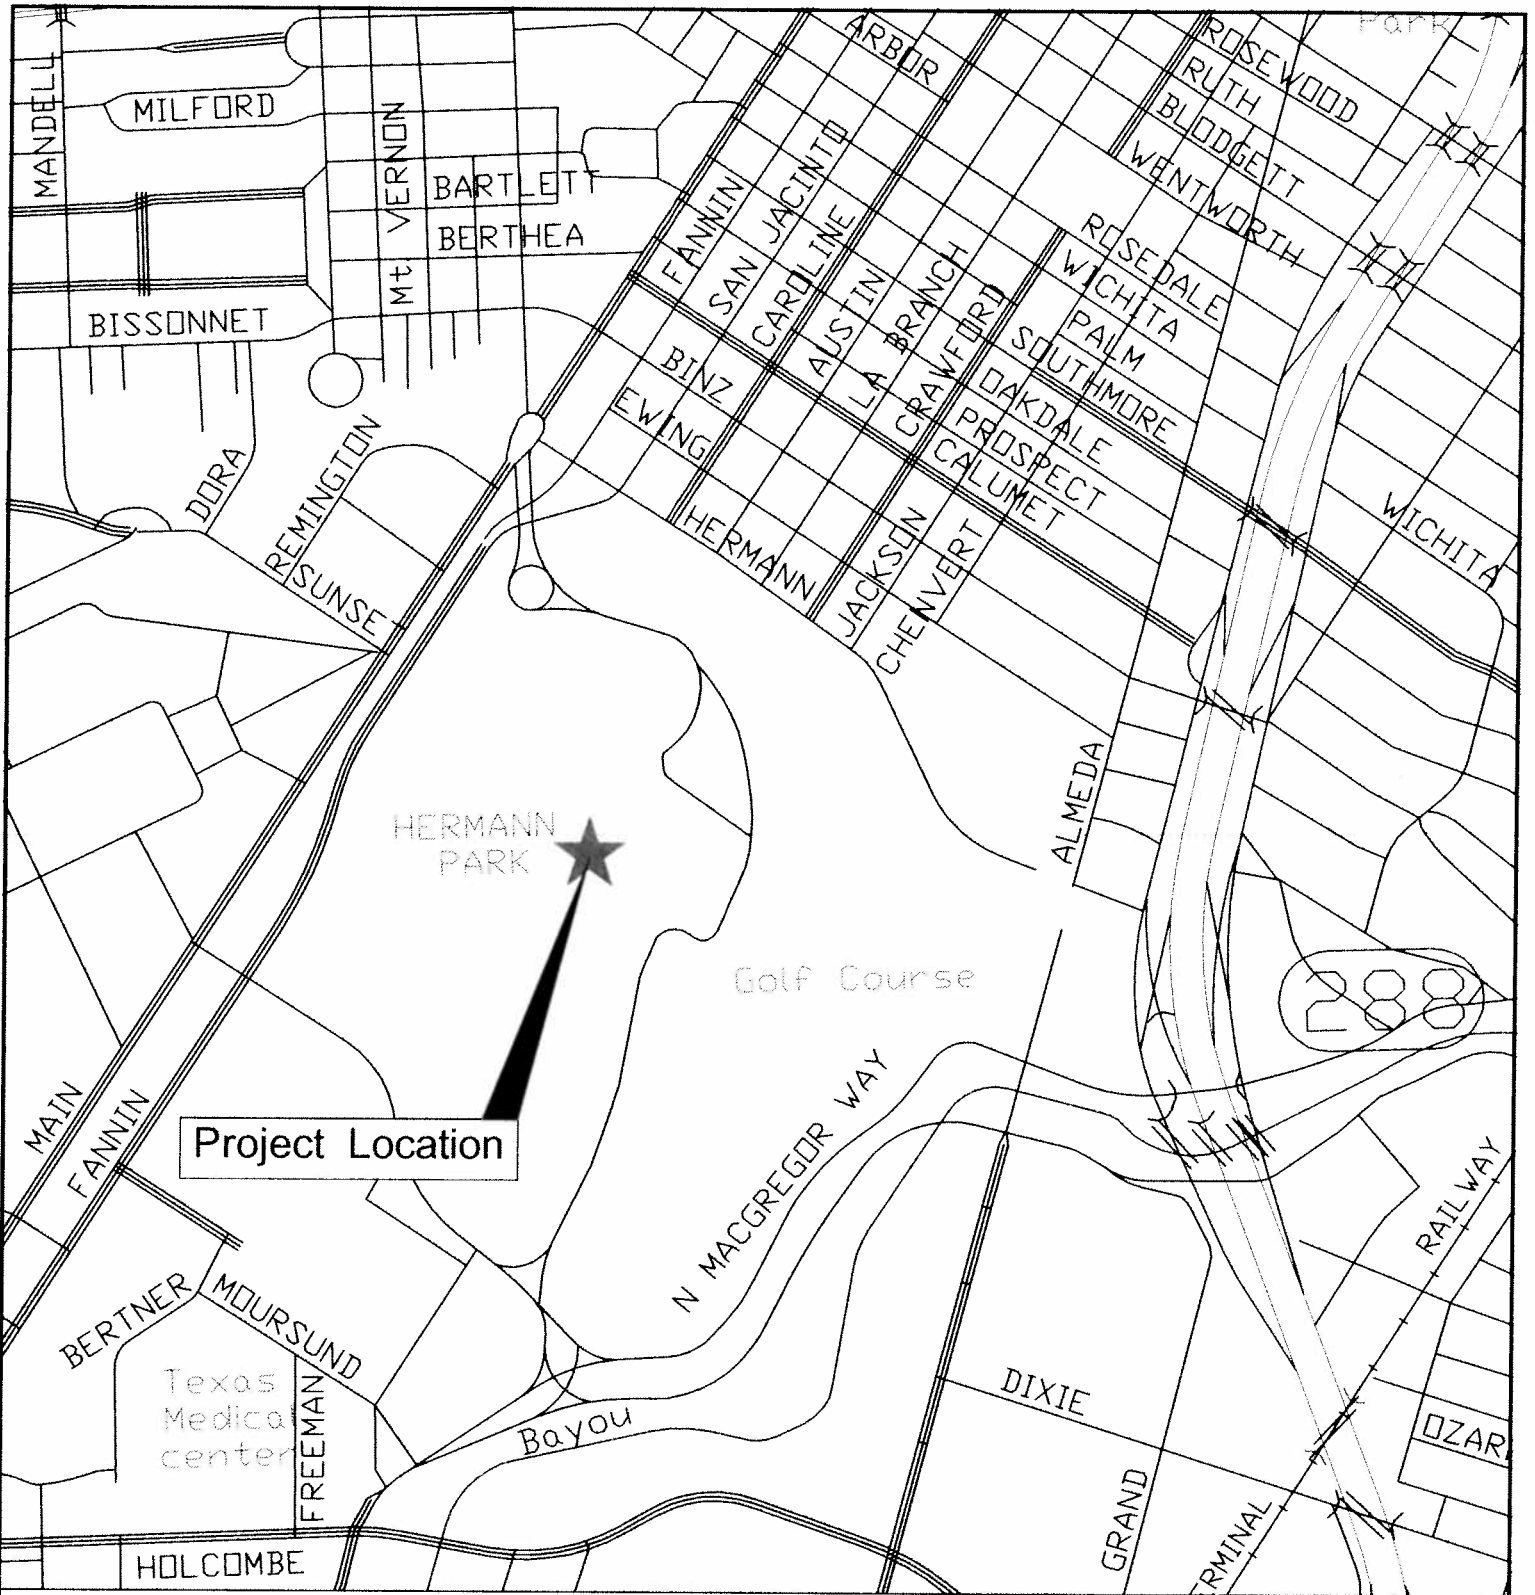 Park
ARBOR
ROSEWOOD
RUTH
BLODGETT
WENTWORTH
MANDELL
MILFORD
Mt VERNON
BARTLETT
BERTHEA
BISSONNET
FANNIN
SAN JACINTO
CAROLINE
AUSTIN
LA BRANCH
CRAWFORD
ROSEDALE
WICHITA
PALM
SOUTHMORE
OAKDALE
PROSPECT
CALUMET
BINZ
EWING
HERMANN
JACKSON
CHENVERT
WICHITA
DORA
REMINGTON
SUNSE
ALMEDA
HERMANN
PARK
Golf Course
288
MAIN
FANNIN
Project Location
N MACGREGOR WAY
RAILWAY
BERTNER
MOURSUND
Texas
Medical
center
FREEMAN
Bayou
DIXIE
OZAR
GRAND
ERMINAL
HOLCOMBE